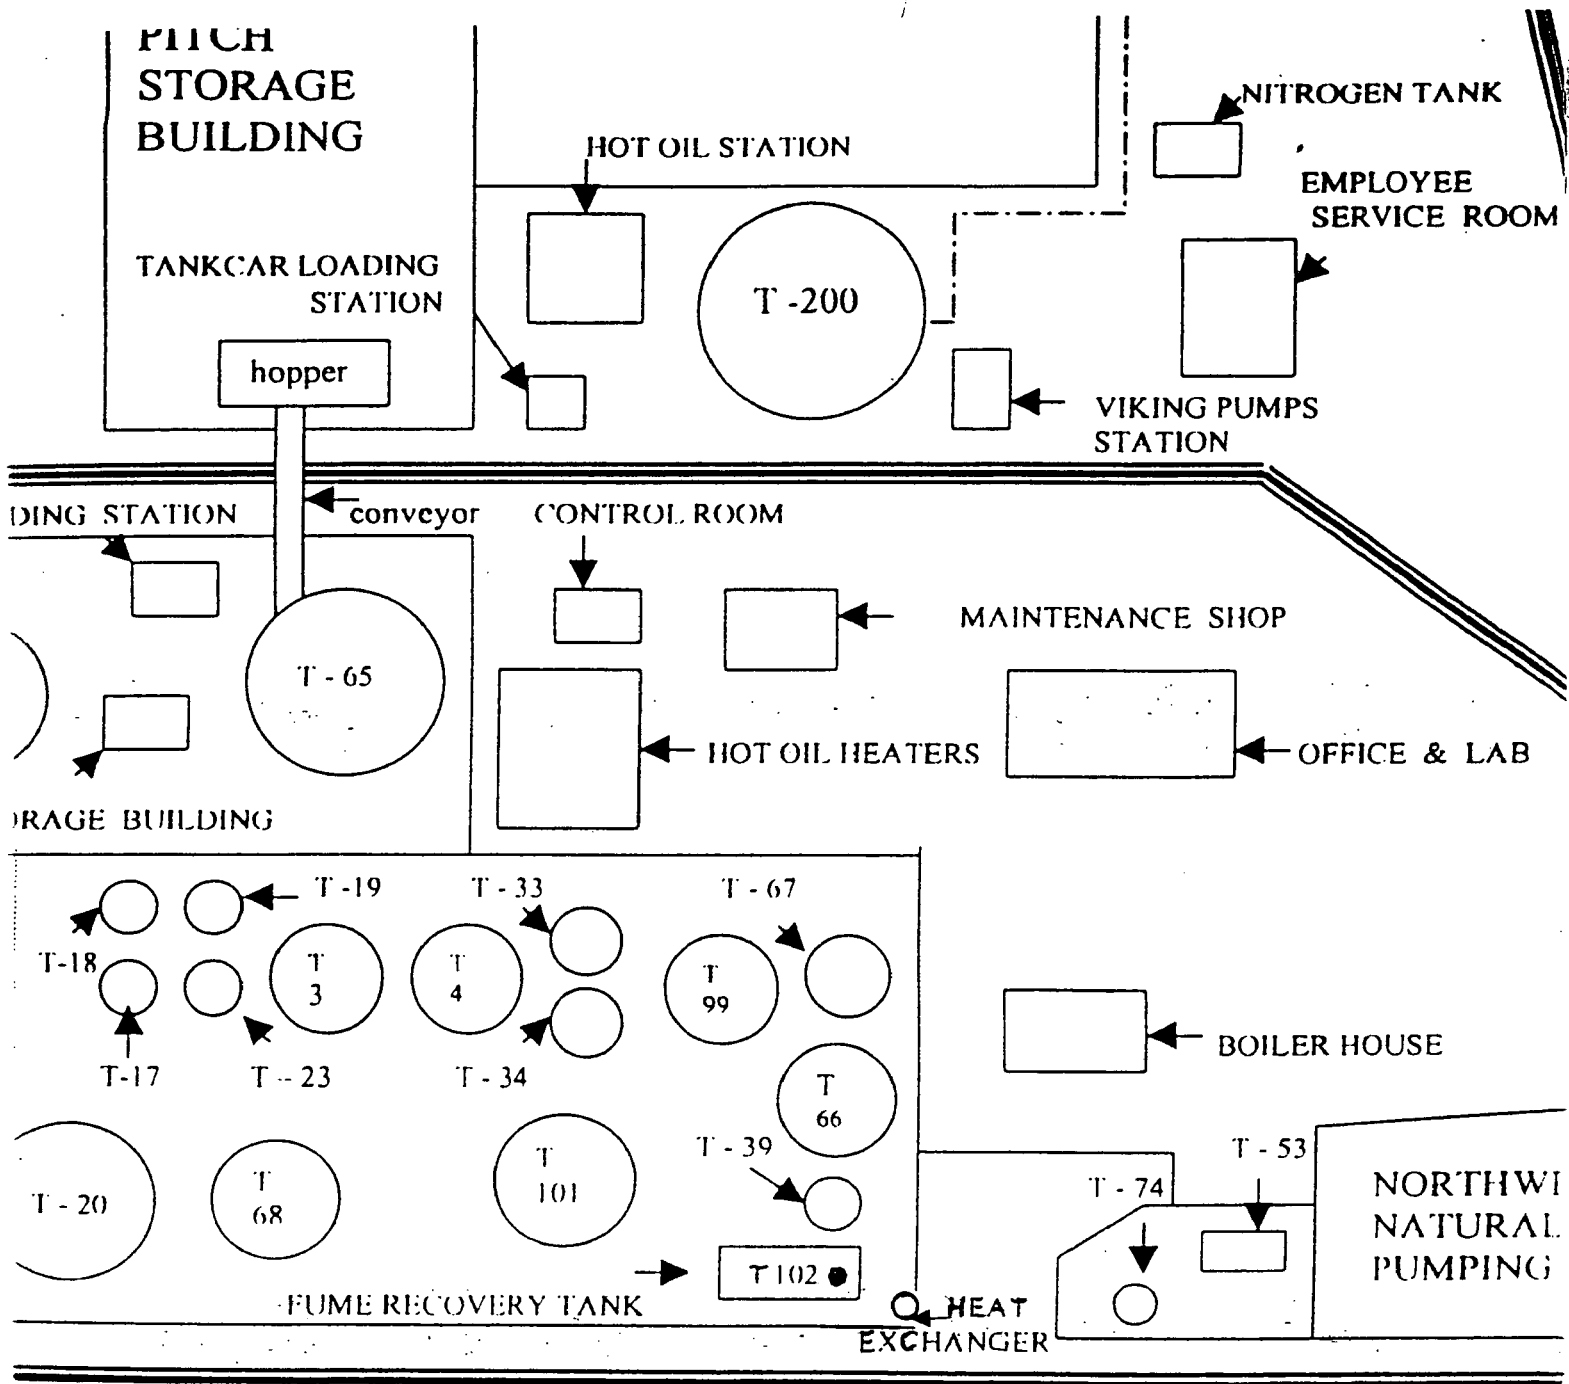 PITCH
STORAGE
BUILDING
NITROGEN TANK
HOT OIL STATION
EMPLOYEE
SERVICE ROOM
TANKCAR LOADING
STATION
T -200
hopper
VIKING PUMPS
STATION
DING STATION
conveyor
CONTROL ROOM
MAINTENANCE SHOP
T - 65
HOT OIL HEATERS
OFFICE & LAB
RAGE BUILDING
T -19
T - 33
T - 67
T-18
T
3
T
4
T
99
T-17
T - 23
T - 34
BOILER HOUSE
T
66
T - 39
T - 53
T - 20
T
68
T
101
T - 74
NORTHWI
NATURAL
PUMPING
T102
FUME RECOVERY TANK
HEAT
EXCHANGER